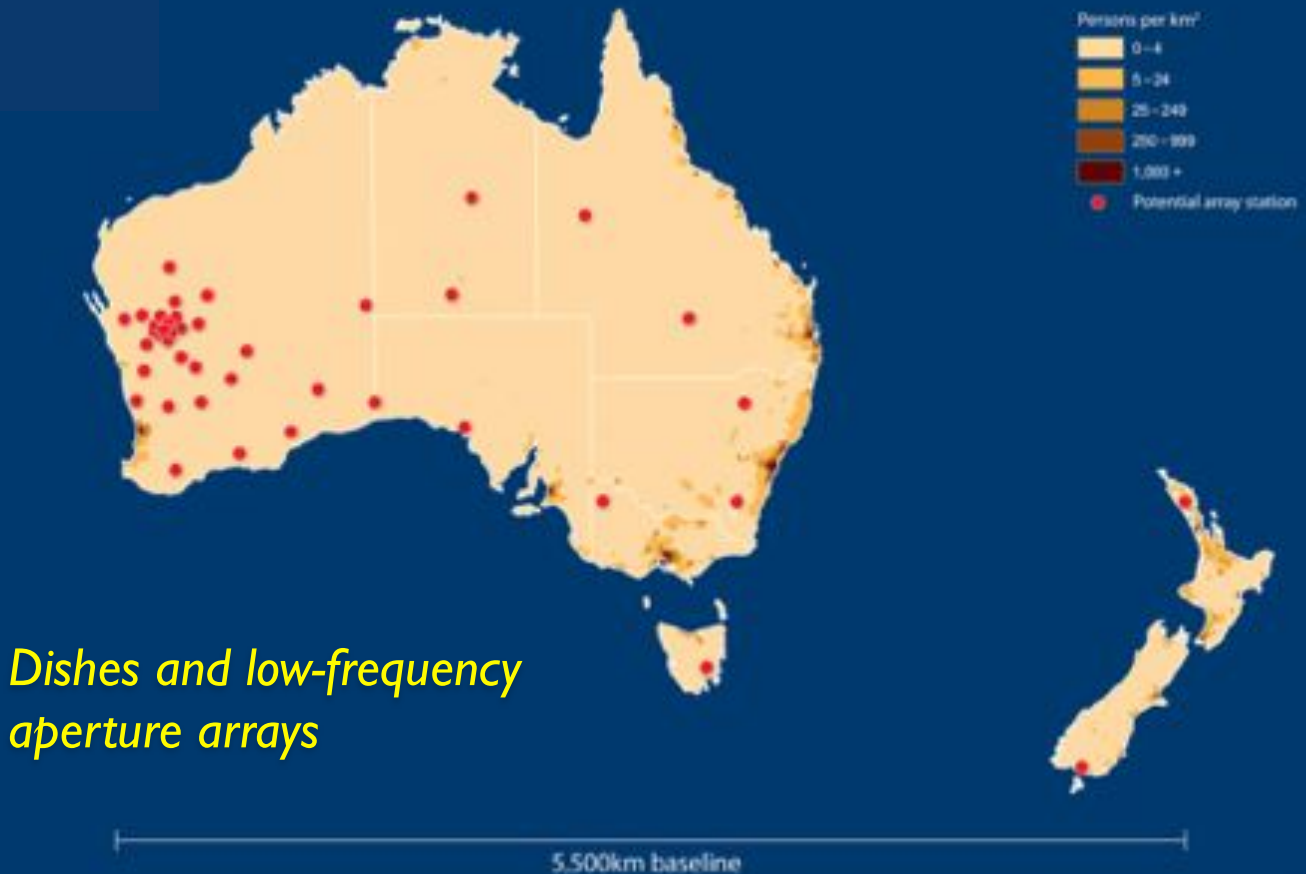 Persons per km²
0 – 4
5 – 24
25 – 249
250 – 999
1,000 +
Potential array station
Dishes and low-frequency
aperture arrays
5,500km baseline